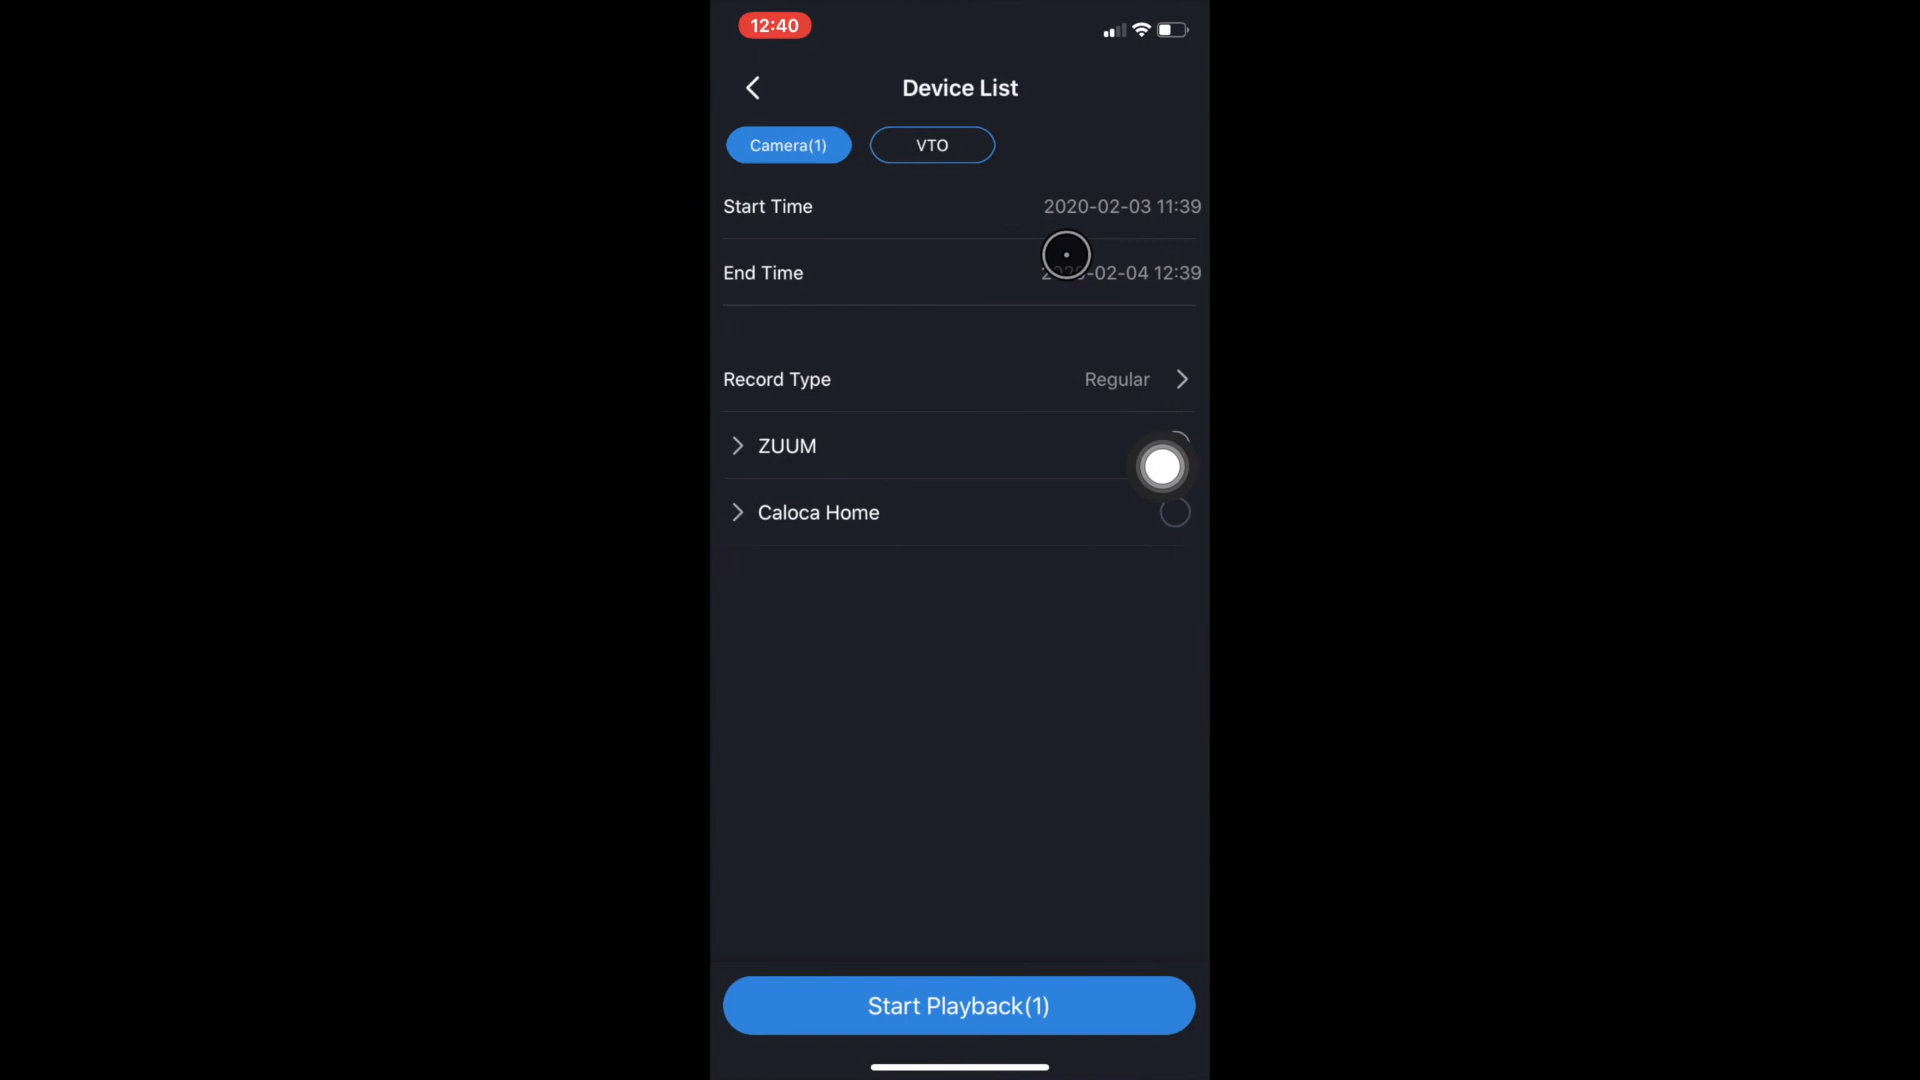 12:40
Device List
Camera(1)
VTO
Start Time
2020-02-03 11:39
End Time
-02-04 12:39
Record Type
Regular
ZUUM
Caloca Home
Start Playback(1)